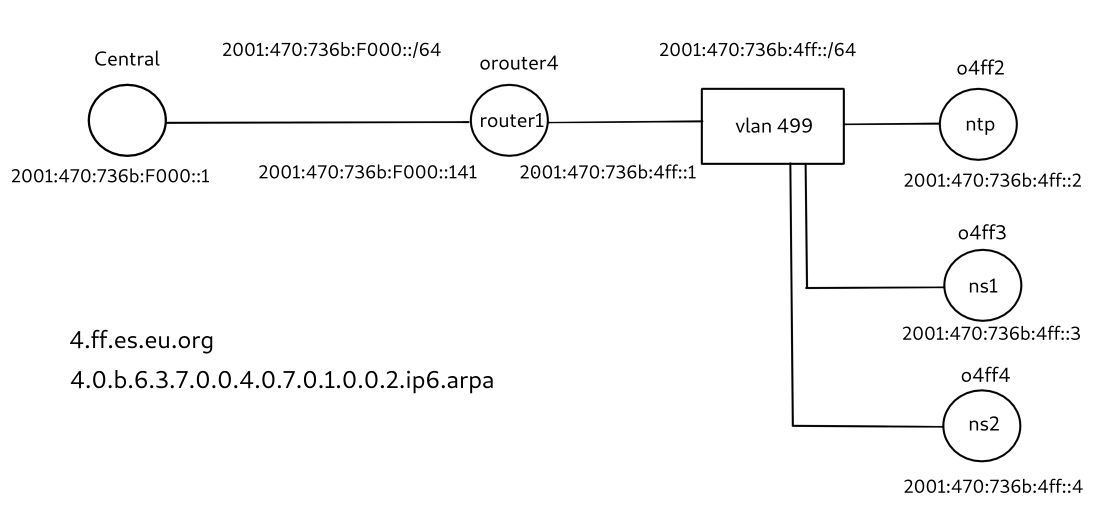 Central
2001:470:736b:F000::/64
orouter4
2001:470:736b:4ff::/64
o4ff2
router1
vlan 499
ntp
2001:470:736b:F000::1
2001:470:736b:F000::141
2001:470:736b:4ff::1
2001:470:736b:4ff::2
o4ff3
ns1
2001:470:736b:4ff::3
4.ff.es.eu.org
4.0.b.6.3.7.0.0.4.0.7.0.1.0.0.2.ip6.arpa
o4ff4
ns2
2001:470:736b:4ff::4